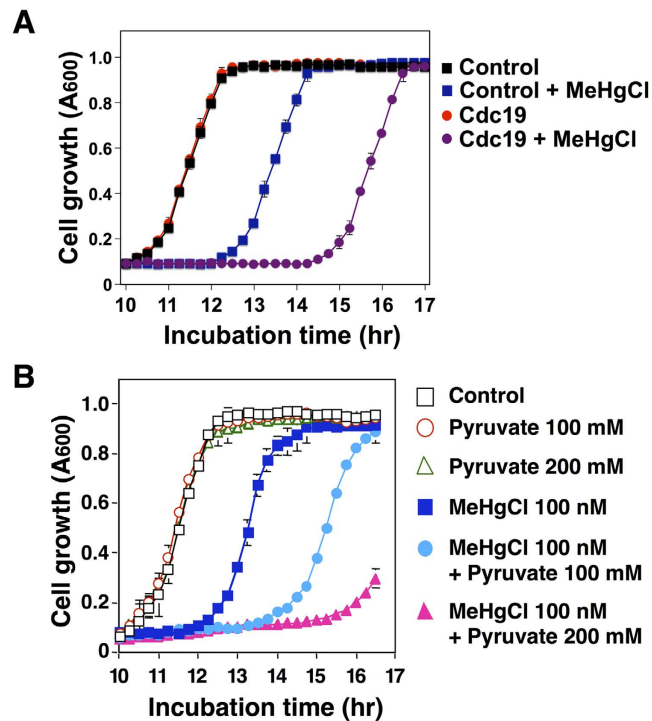 A
Cell growth (A600)
1.0
0.8
0.6
0.4
0.2
0
10 11 12 13 14 15 16 17
Incubation time (hr)
Control
Control + MeHgCl
Cdc19
Cdc19 + MeHgCl
B
Cell growth (A600)
1.0
0.8
0.6
0.4
0.2
0
10 11 12 13 14 15 16 17
Incubation time (hr)
Control
Pyruvate 100 mM
Pyruvate 200 mM
MeHgCl 100 nM
MeHgCl 100 nM
+ Pyruvate 100 mM
MeHgCl 100 nM
+ Pyruvate 200 mM